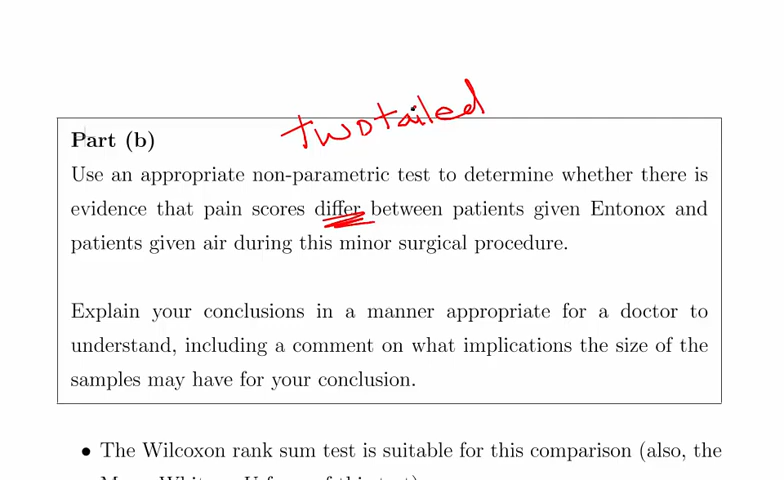 two tailed
Part (b)
Use an appropriate non-parametric test to determine whether there is
evidence that pain scores differ between patients given Entonox and
patients given air during this minor surgical procedure.
Explain your conclusions in a manner appropriate for a doctor to
understand, including a comment on what implications the size of the
samples may have for your conclusion.
• The Wilcoxon rank sum test is suitable for this comparison (also, the